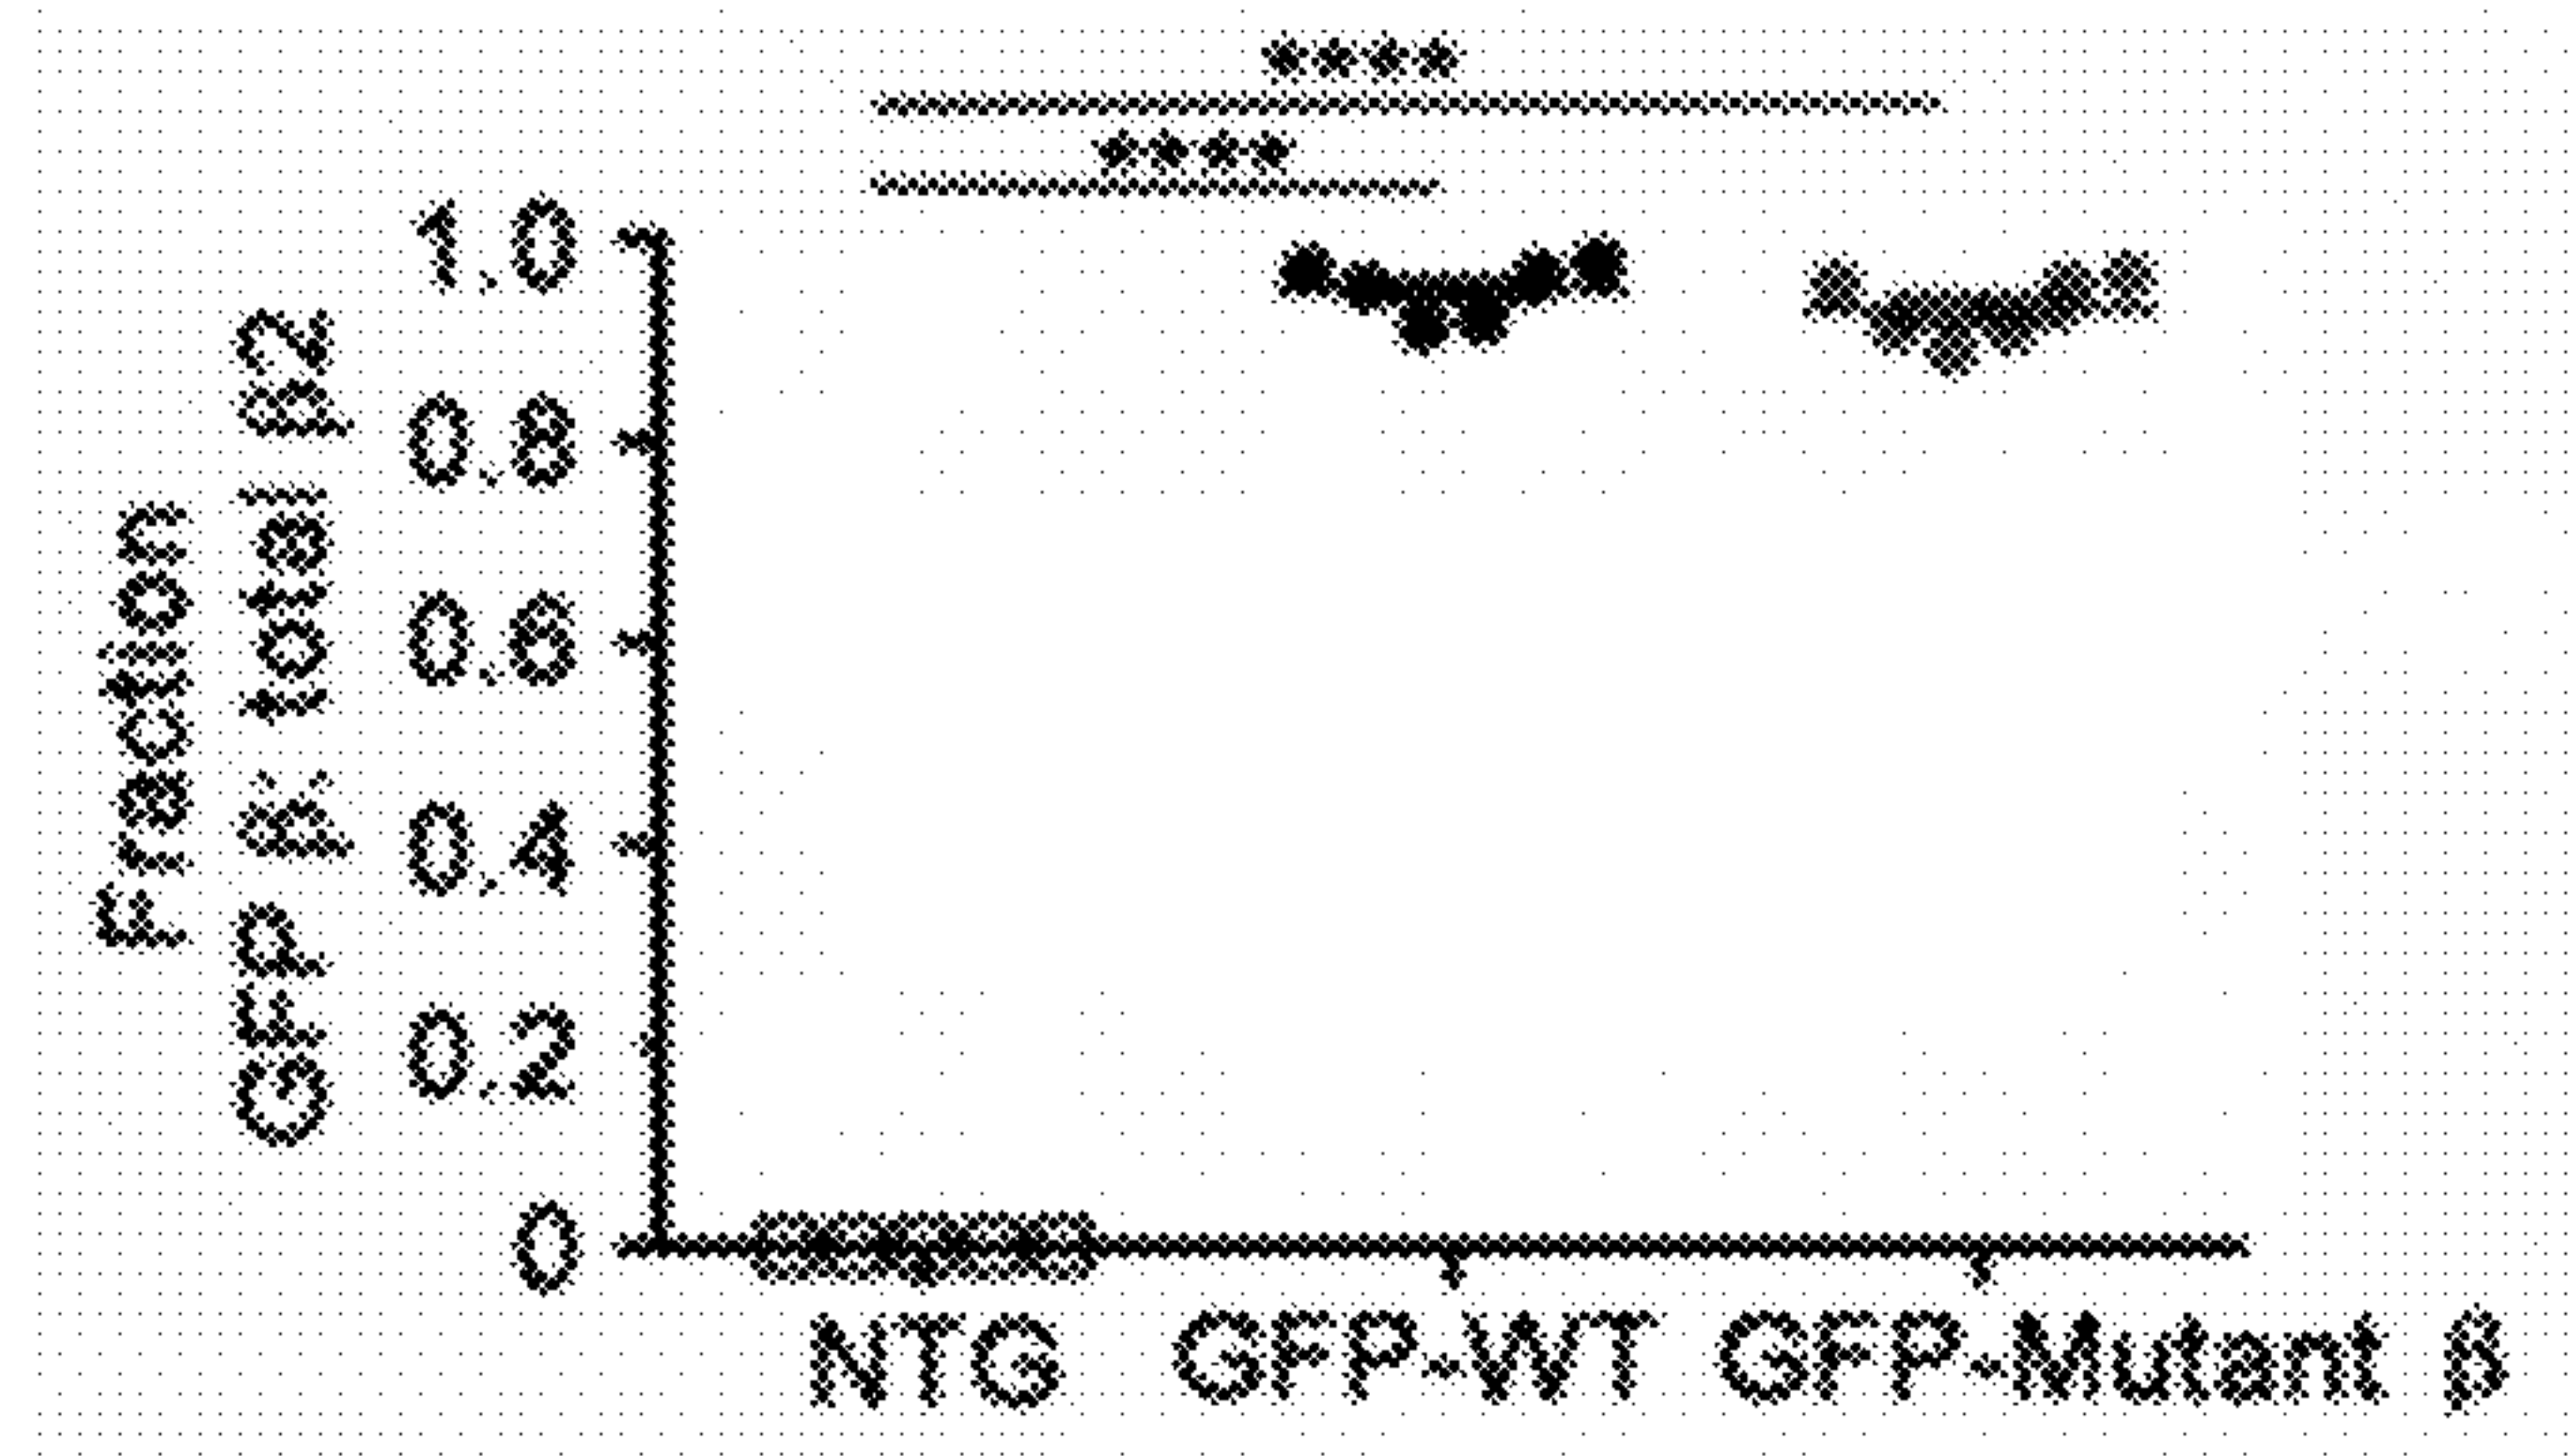 ****
****
Fraction
GFP β: total β2
1.0
0.8
0.6
0.4
0.2
0
NTG GFP-WT GFP-Mutant β